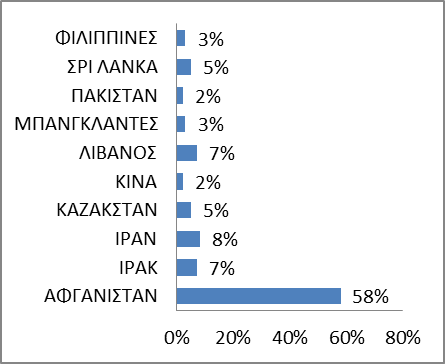 ΦΙΛΙΠΠΙΝΕΣ 3%
ΣΡΙ ΛΑΝΚΑ 5%
ΠΑΚΙΣΤΑΝ 2%
ΜΠΑΝΓΚΛΑΝΤΕΣ 3%
ΛΙΒΑΝΟΣ 7%
ΚΙΝΑ 2%
ΚΑΖΑΚΣΤΑΝ 5%
ΙΡΑΝ 8%
ΙΡΑΚ 7%
ΑΦΓΑΝΙΣΤΑΝ 58%
0% 20% 40% 60% 80%